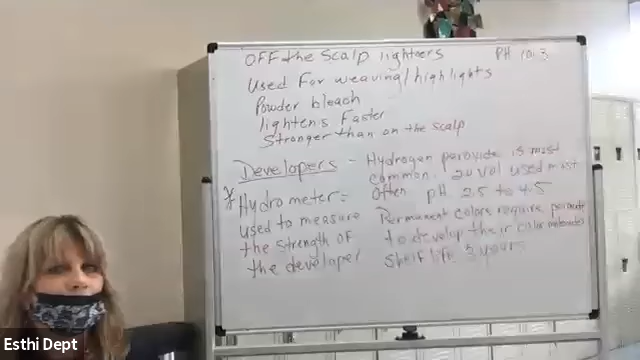 OFF the Scalp lighteners PH 10.3
Used For weaving/highlights
Powder bleach
lightens Faster
Stronger than on the scalp
Developers - Hydrogen peroxide is most
common. 20 vol used most
often pH 2.5 to 4.5
Hydrometer =
used to measure
the strength of
the developer
Permanent colors require peroxide
to develop their color molecules
Shelf life 3 years
Esthi Dept